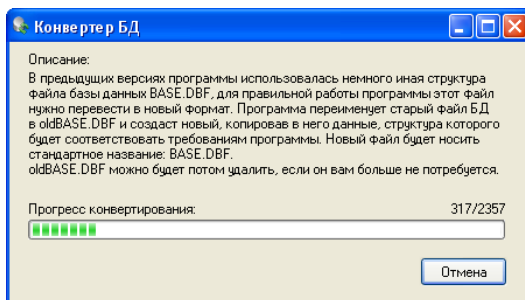 Конвертер БД
Описание:
В предыдущих версиях программы использовалась немного иная структура
файла базы данных BASE.DBF, для правильной работы программы этот файл
нужно перевести в новый формат. Программа переименует старый файл БД
в oldBASE.DBF и создаст новый, копировав в него данные, структура которого
будет соответствовать требованиям программы. Новый файл будет носить
стандартное название: BASE.DBF.
oldBASE.DBF можно будет потом удалить, если он вам больше не потребуется.
Прогресс конвертирования: 317/2357
Отмена